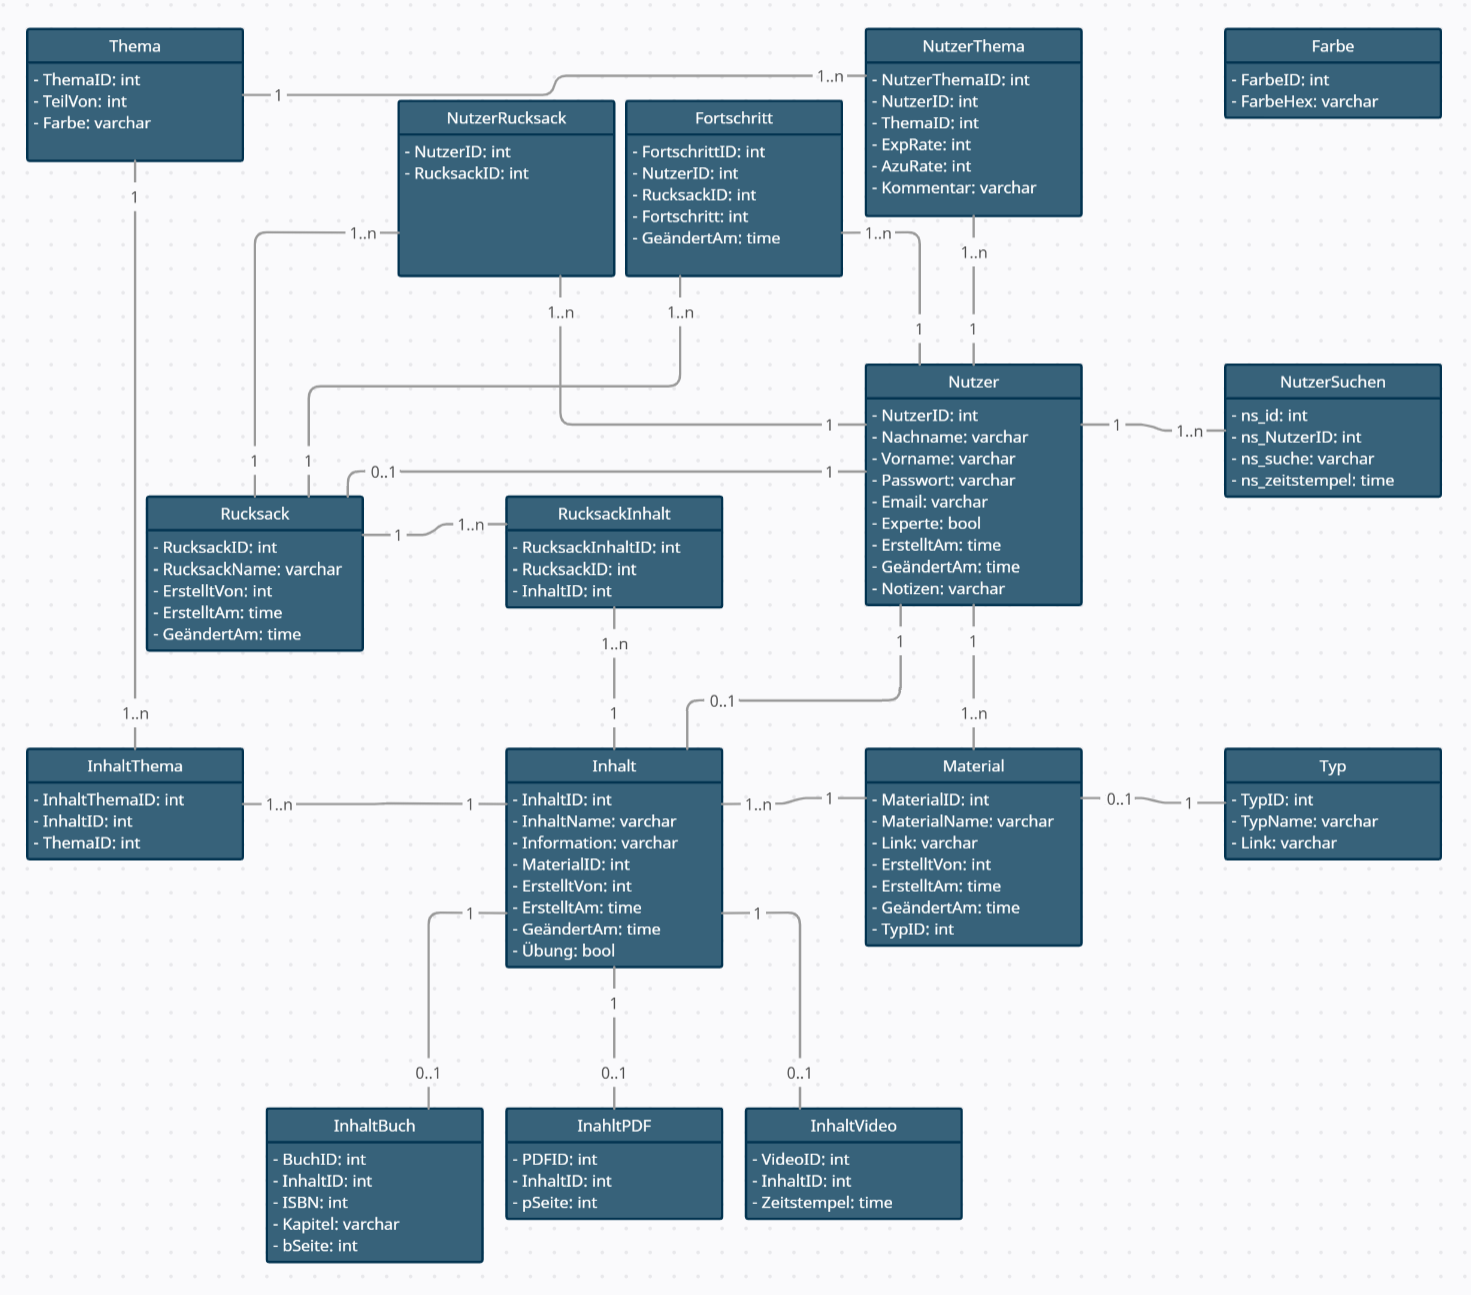 Thema
- ThemaID: int
- TeilVon: int
- Farbe: varchar
1
1..n
NutzerThema
- NutzerThemaID: int
- NutzerID: int
- ThemaID: int
- ExpRate: int
- AzuRate: int
- Kommentar: varchar
Farbe
- FarbeID: int
- FarbeHex: varchar
NutzerRucksack
- NutzerID: int
- RucksackID: int
Fortschritt
- FortschrittID: int
- NutzerID: int
- RucksackID: int
- Fortschritt: int
- GeändertAm: time
1
1..n
1..n
1..n
1..n
1..n
1
1
Nutzer
- NutzerID: int
- Nachname: varchar
- Vorname: varchar
- Passwort: varchar
- Email: varchar
- Experte: bool
- ErstelltAm: time
- GeändertAm: time
- Notizen: varchar
NutzerSuchen
- ns_id: int
- ns_NutzerID: int
- ns_suche: varchar
- ns_zeitstempel: time
1
1..n
1
1
1
0..1
1
Rucksack
- RucksackID: int
- RucksackName: varchar
- ErstelltVon: int
- ErstelltAm: time
- GeändertAm: time
1
1..n
RucksackInhalt
- RucksackInhaltID: int
- RucksackID: int
- InhaltID: int
1..n
1
1
1
0..1
1..n
1..n
InhaltThema
- InhaltThemaID: int
- InhaltID: int
- ThemaID: int
1..n
1
Inhalt
- InhaltID: int
- InhaltName: varchar
- Information: varchar
- MaterialID: int
- ErstelltVon: int
- ErstelltAm: time
- GeändertAm: time
- Übung: bool
1..n
1
Material
- MaterialID: int
- MaterialName: varchar
- Link: varchar
- ErstelltVon: int
- ErstelltAm: time
- GeändertAm: time
- TypID: int
0..1
1
Typ
- TypID: int
- TypName: varchar
- Link: varchar
1
1
1
0..1
0..1
0..1
InhaltBuch
- BuchID: int
- InhaltID: int
- ISBN: int
- Kapitel: varchar
- bSeite: int
InahltPDF
- PDFID: int
- InhaltID: int
- pSeite: int
InhaltVideo
- VideoID: int
- InhaltID: int
- Zeitstempel: time